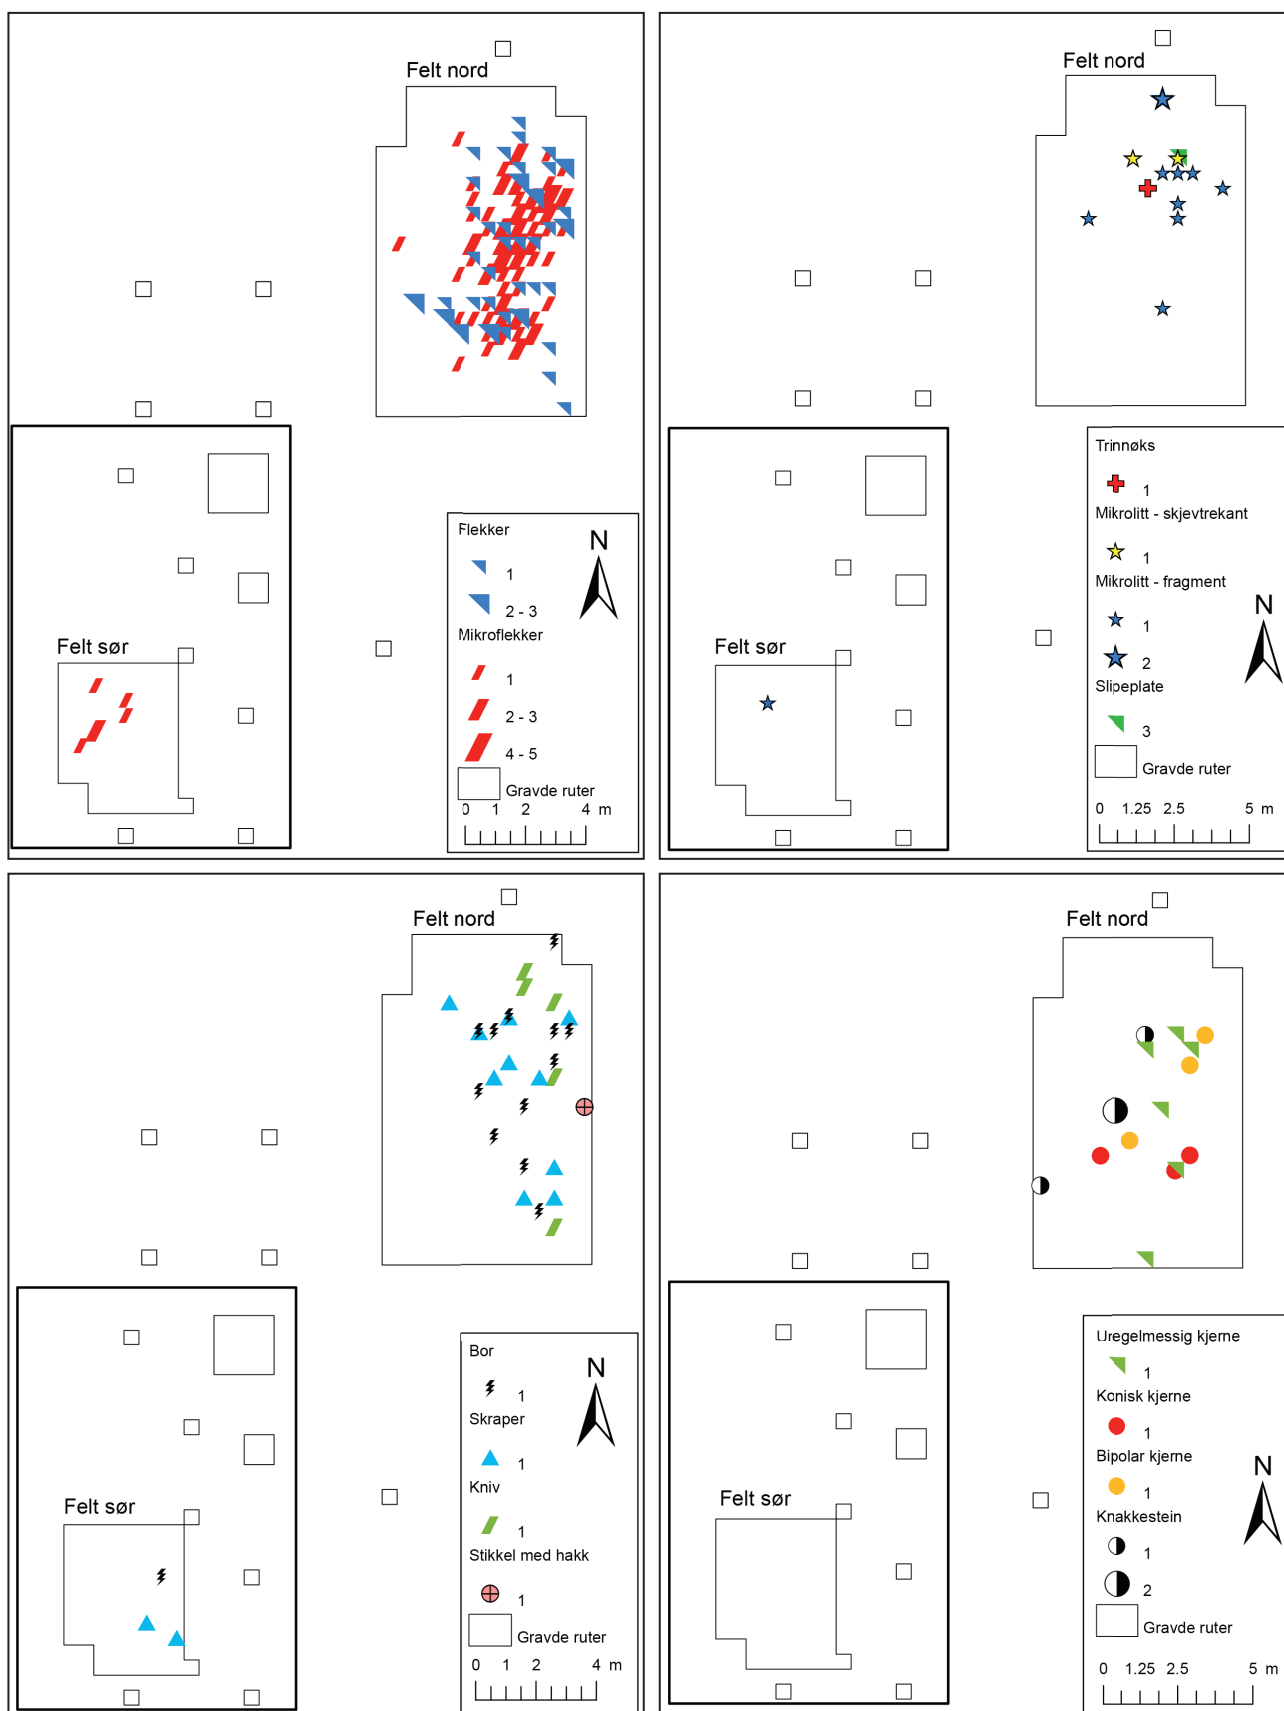 Felt nord
Felt sør
Flekker
1
2 - 3
Mikroflekker
1
2 - 3
4 - 5
Gravde ruter
N
0 1 2 4 m
Felt nord
Felt sør
Trinnøks
1
Mikrolitt - skjevtrekant
1
Mikrolitt - fragment
1
2
Slipeplate
3
Gravde ruter
N
0 1.25 2.5 5 m
Felt nord
Felt sør
Bor
1
Skraper
1
Kniv
1
Stikkel med hakk
1
Gravde ruter
N
0 1 2 4 m
Felt nord
Felt sør
Uregelmessig kjerne
1
Konisk kjerne
1
Bipolar kjerne
1
Knakkestein
1
2
Gravde ruter
N
0 1.25 2.5 5 m